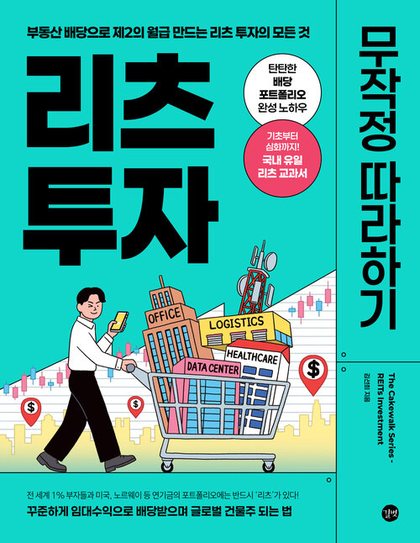 부동산 배당으로 제2의 월급 만드는 리츠 투자의 모든 것
리츠
투자
탄탄한
배당
포트폴리오
완성 노하우
기초부터
심화까지!
국내 유일
리츠 교과서
무작정 따라하기
The Cakewalk Series -
REITs Investment
김선희 지음
OFFICE
LOGISTICS
HEALTHCARE
DATA CENTER
$
$
$
전 세계 1% 부자들과 미국, 노르웨이 등 연기금의 포트폴리오에는 반드시 '리츠'가 있다!
꾸준하게 임대수익으로 배당받으며 글로벌 건물주 되는 법
길벗